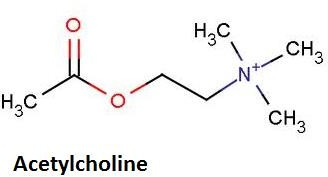 O
H₃C
CH₃
N⁺
H₃C
O
CH₃
Acetylcholine